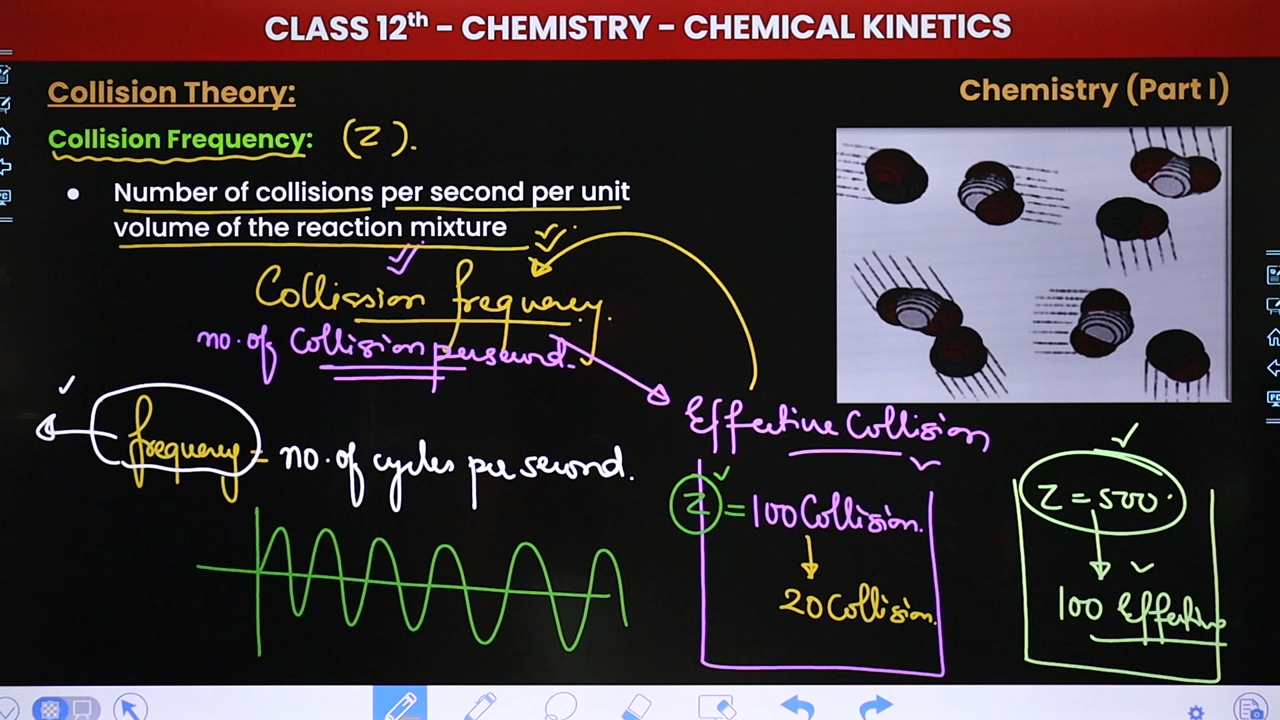 CLASS 12th - CHEMISTRY - CHEMICAL KINETICS
Collision Theory:
Chemistry (Part I)
Collision Frequency: (Z).
• Number of collisions per second per unit
volume of the reaction mixture
Collission frequency.
no. of Collision per second.
Effective Collision
frequency = no. of cycles per second.
Z = 100 Collision.
20 Collision.
Z = 500.
100 Effective